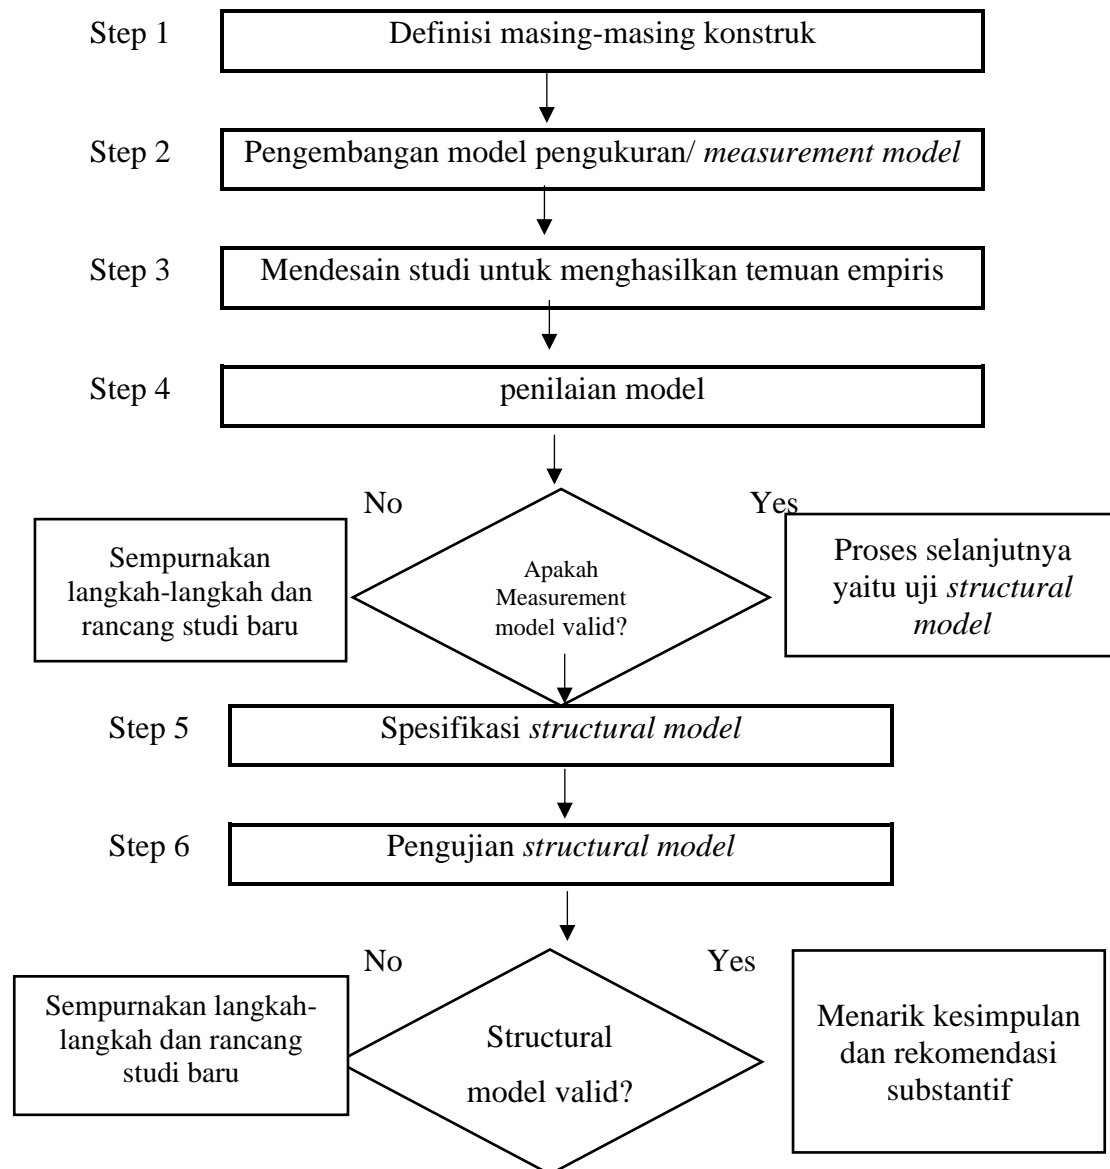 Step 1
Definisi masing-masing konstruk
Step 2
Pengembangan model pengukuran/ measurement model
Step 3
Mendesain studi untuk menghasilkan temuan empiris
Step 4
penilaian model
No
Yes
Sempurnakan
langkah-langkah dan
rancang studi baru
Apakah
Measurement
model valid?
Proses selanjutnya
yaitu uji structural
model
Step 5
Spesifikasi structural model
Step 6
Pengujian structural model
No
Yes
Sempurnakan langkah-
langkah dan rancang
studi baru
Structural
model valid?
Menarik kesimpulan
dan rekomendasi
substantif